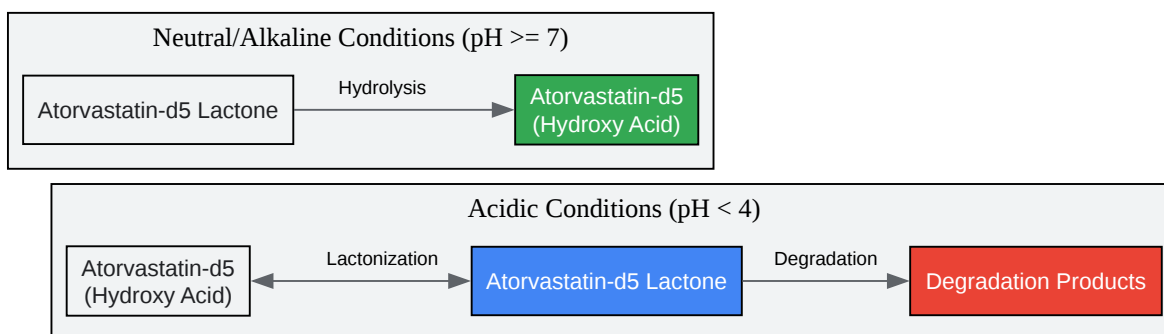 Neutral/Alkaline Conditions (pH >= 7)
Atorvastatin-d5 Lactone
Hydrolysis
Atorvastatin-d5
(Hydroxy Acid)
Acidic Conditions (pH < 4)
Atorvastatin-d5
(Hydroxy Acid)
Lactonization
Atorvastatin-d5 Lactone
Degradation
Degradation Products